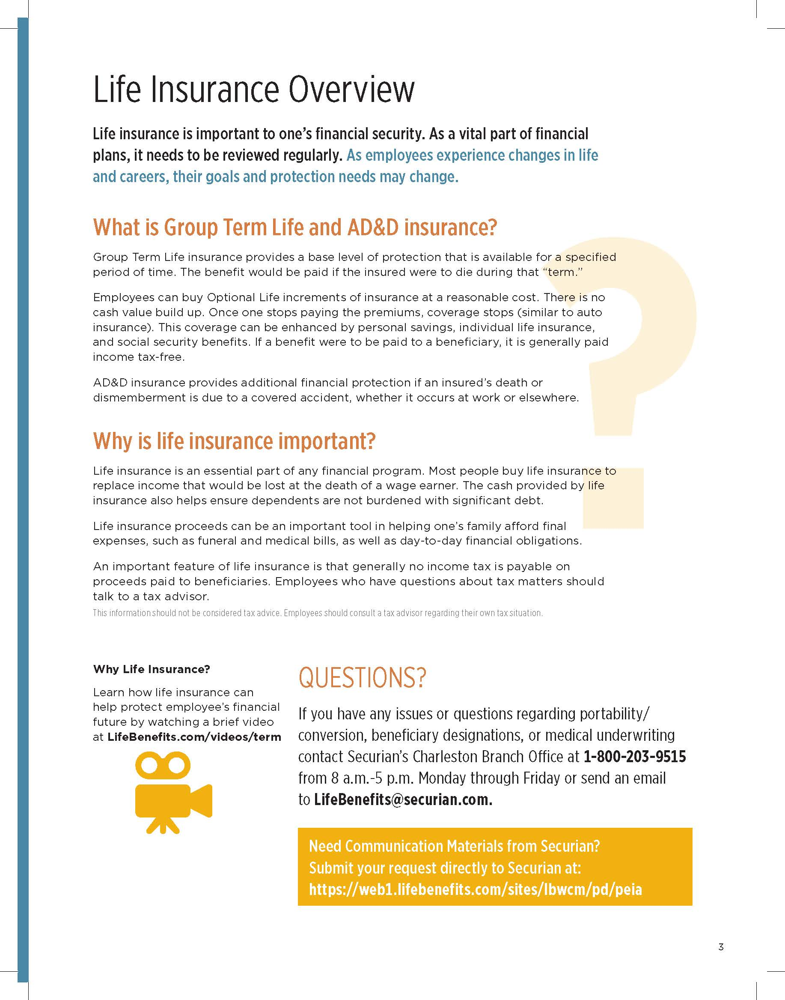 Life Insurance Overview
Life insurance is important to one’s financial security. As a vital part of financial
plans, it needs to be reviewed regularly. As employees experience changes in life
and careers, their goals and protection needs may change.
What is Group Term Life and AD&D insurance?
Group Term Life insurance provides a base level of protection that is available for a specified
period of time. The benefit would be paid if the insured were to die during that “term.”
Employees can buy Optional Life increments of insurance at a reasonable cost. There is no
cash value build up. Once one stops paying the premiums, coverage stops (similar to auto
insurance). This coverage can be enhanced by personal savings, individual life insurance,
and social security benefits. If a benefit were to be paid to a beneficiary, it is generally paid
income tax-free.
AD&D insurance provides additional financial protection if an insured’s death or
dismemberment is due to a covered accident, whether it occurs at work or elsewhere.
?
Why is life insurance important?
Life insurance is an essential part of any financial program. Most people buy life insurance to
replace income that would be lost at the death of a wage earner. The cash provided by life
insurance also helps ensure dependents are not burdened with significant debt.
Life insurance proceeds can be an important tool in helping one’s family afford final
expenses, such as funeral and medical bills, as well as day-to-day financial obligations.
An important feature of life insurance is that generally no income tax is payable on
proceeds paid to beneficiaries. Employees who have questions about tax matters should
talk to a tax advisor.
This information should not be considered tax advice. Employees should consult a tax advisor regarding their own tax situation.
Why Life Insurance?
Learn how life insurance can
help protect employee’s financial
future by watching a brief video
at LifeBenefits.com/videos/term
QUESTIONS?
If you have any issues or questions regarding portability/
conversion, beneficiary designations, or medical underwriting
contact Securian’s Charleston Branch Office at 1-800-203-9515
from 8 a.m.-5 p.m. Monday through Friday or send an email
to LifeBenefits@securian.com.
Need Communication Materials from Securian?
Submit your request directly to Securian at:
https://web1.lifebenefits.com/sites/lbwcm/pd/peia
3